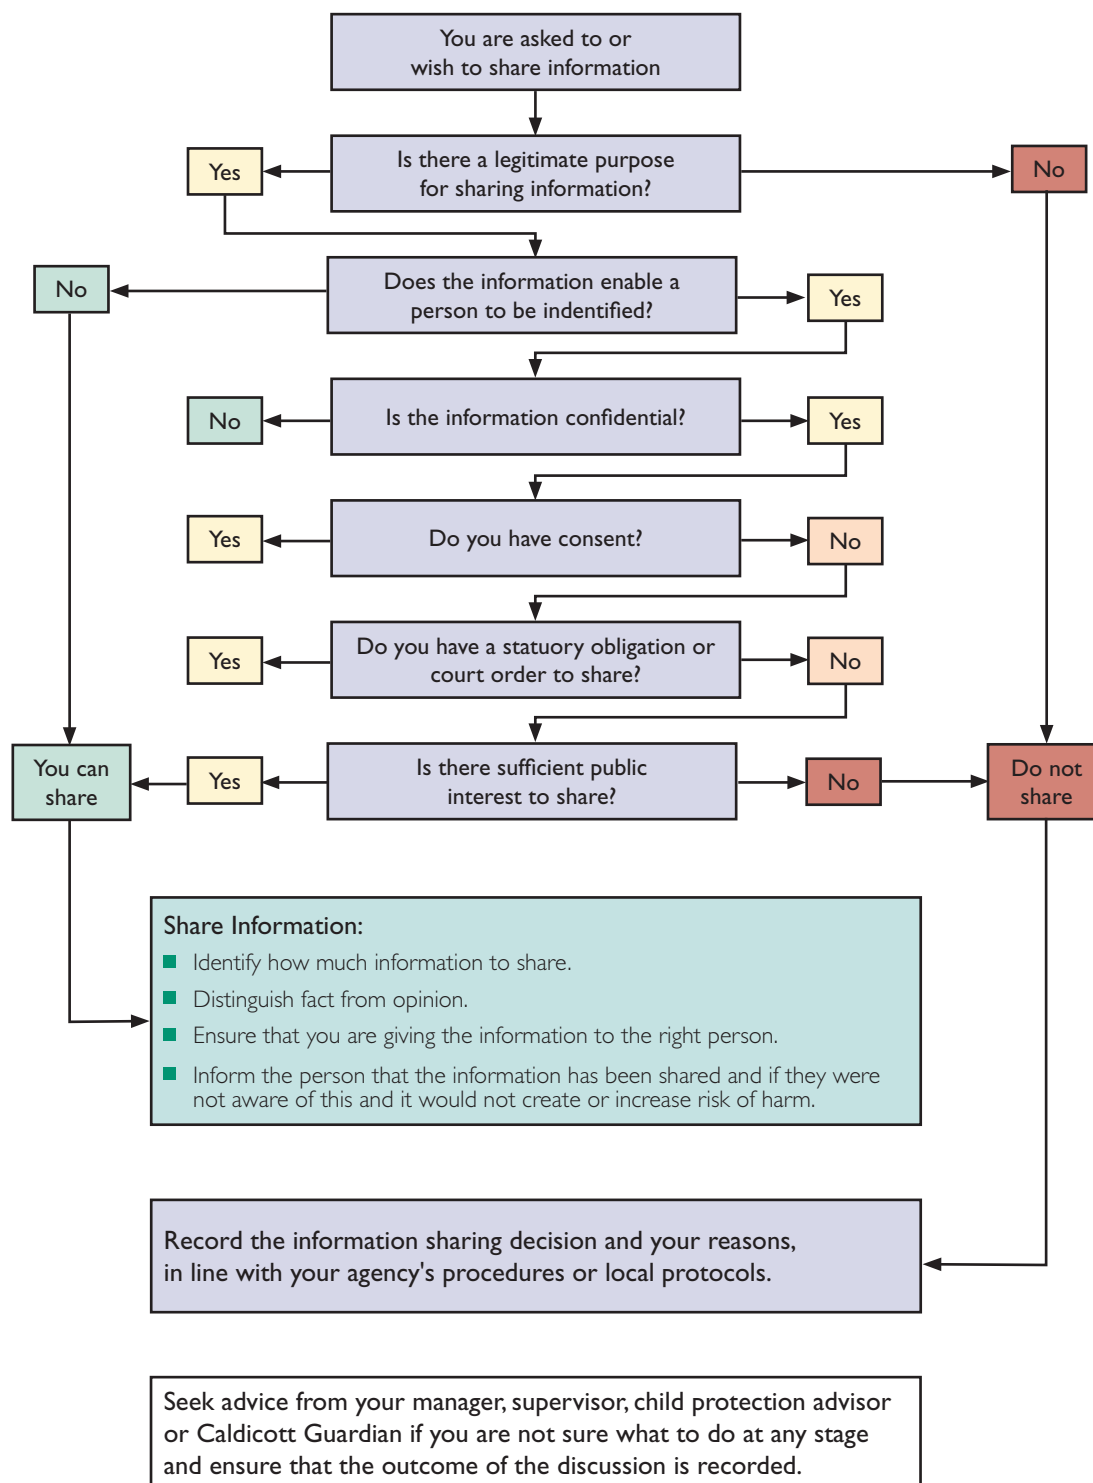 You are asked to or
wish to share information
Is there a legitimate purpose
for sharing information?
Yes
No
Does the information enable a
person to be indentified?
No
Yes
Is the information confidential?
No
Yes
Do you have consent?
Yes
No
Do you have a statuory obligation or
court order to share?
Yes
No
Is there sufficient public
interest to share?
You can
share
Yes
No
Do not
share
Share Information:
Identify how much information to share.
Distinguish fact from opinion.
Ensure that you are giving the information to the right person.
Inform the person that the information has been shared and if they were
not aware of this and it would not create or increase risk of harm.
Record the information sharing decision and your reasons,
in line with your agency's procedures or local protocols.
Seek advice from your manager, supervisor, child protection advisor
or Caldicott Guardian if you are not sure what to do at any stage
and ensure that the outcome of the discussion is recorded.